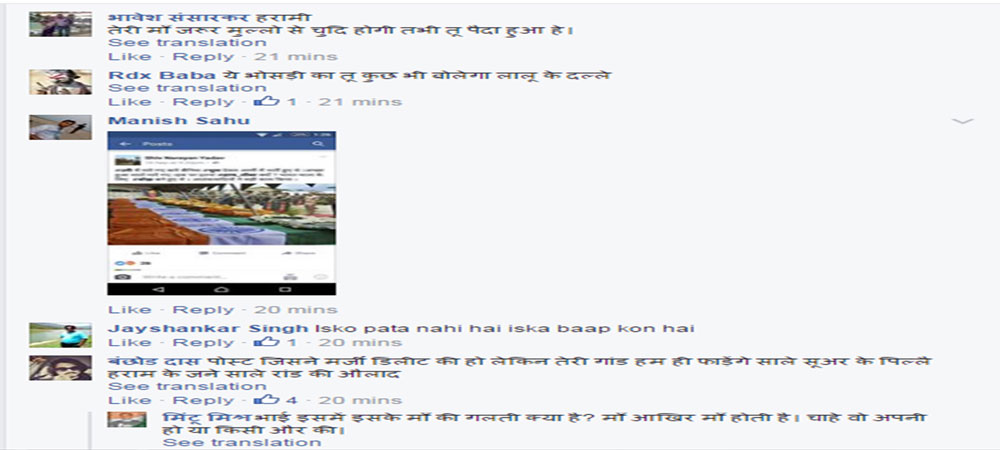 भावेश संसारकर हरामी
तेरी माँ जरूर मुल्लो से चुदि होगी तभी तू पैदा हुआ हे।
See translation
Like · Reply · 21 mins
Rdx Baba ये भोसड़ी का तू कुछ भी बोलेगा लालू के दल्ले
See translation
Like · Reply · 1 · 21 mins
Manish Sahu
Posts
Shiv Narayan Yadav
Like Comment Share
Write a comment...
Like · Reply · 20 mins
Jayshankar Singh Isko pata nahi hai iska baap kon hai
Like · Reply · 1 · 20 mins
बंछोड दास पोस्ट जिसने मर्जी डिलीट की हो लेकिन तेरी गांड हम ही फाड़ेंगे साले सूअर के पिल्लै
हराम के जने साले रांड की औलाद
See translation
Like · Reply · 4 · 20 mins
मिंटू मिश्र भाई इसमें इसके माँ की गलती क्या है? माँ आखिर माँ होती है। चाहे वो अपनी
हो या किसी और की।
See translation